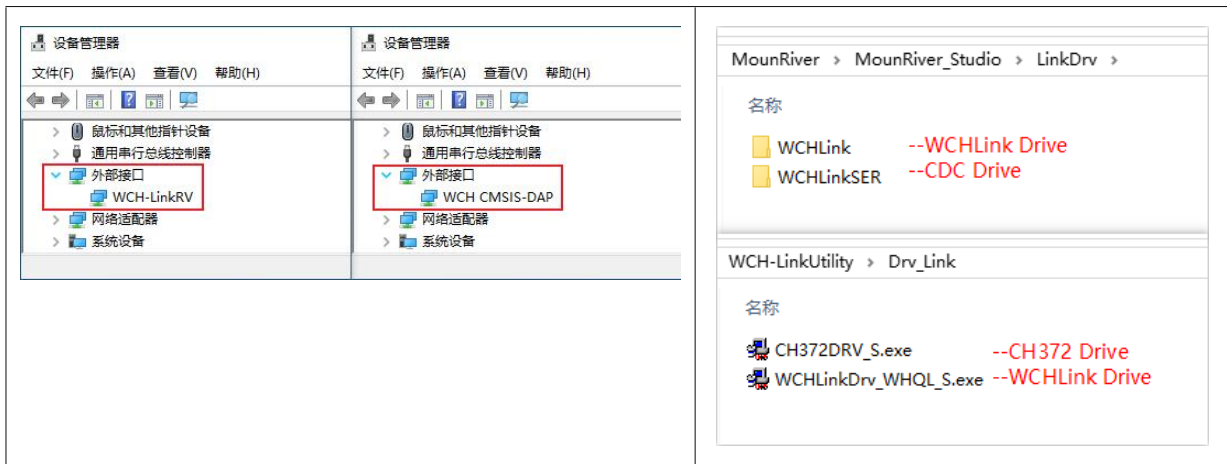 设备管理器
文件(F) 操作(A) 查看(V) 帮助(H)
鼠标和其他指针设备
通用串行总线控制器
外部接口
WCH-LinkRV
网络适配器
系统设备
设备管理器
文件(F) 操作(A) 查看(V) 帮助(H)
鼠标和其他指针设备
通用串行总线控制器
外部接口
WCH CMSIS-DAP
网络适配器
系统设备
MounRiver > MounRiver_Studio > LinkDrv >
名称
WCHLink --WCHLink Drive
WCHLinkSER --CDC Drive
WCH-LinkUtility > Drv_Link
名称
CH372DRV_S.exe --CH372 Drive
WCHLinkDrv_WHQL_S.exe --WCHLink Drive